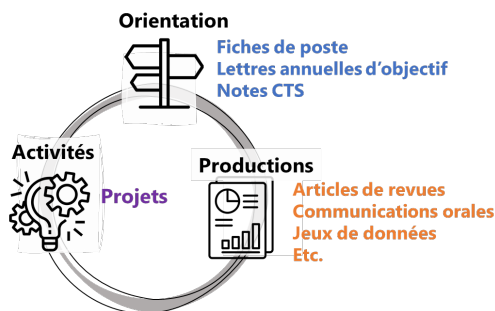 Orientation
Fiches de poste
Lettres annuelles d’objectif
Notes CTS
Activités
Projets
Productions
Articles de revues
Communications orales
Jeux de données
Etc.